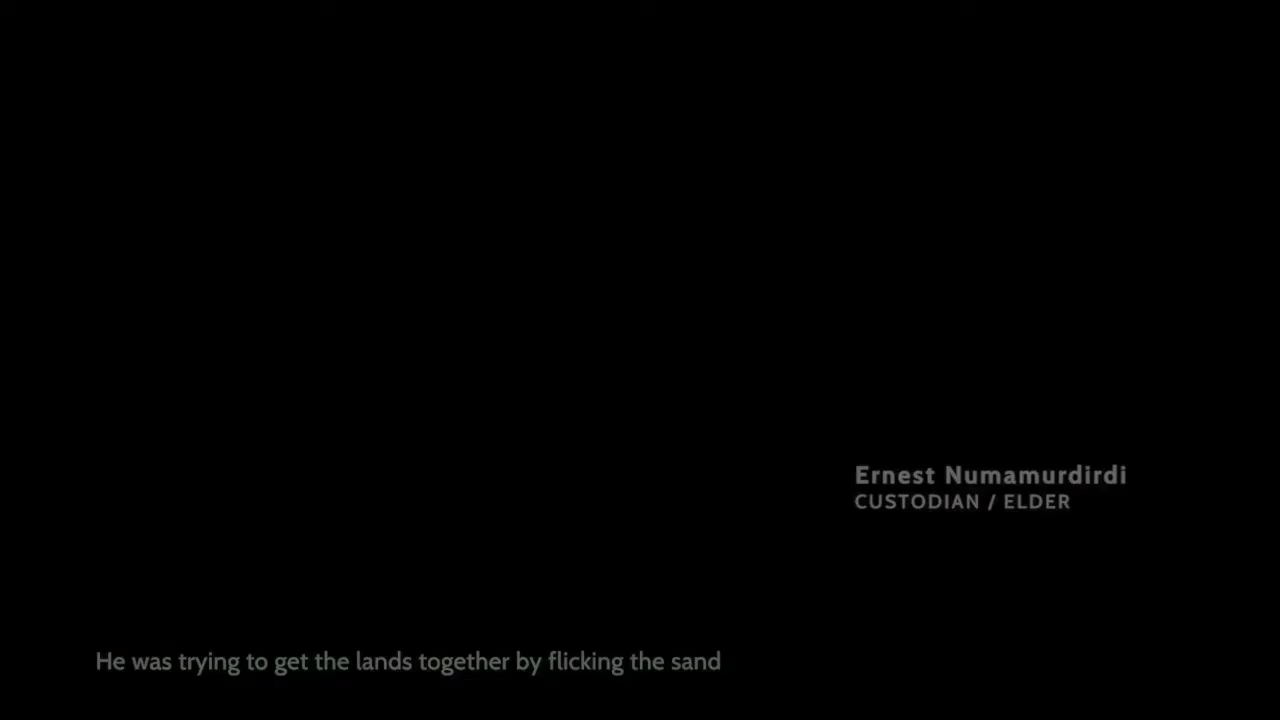 Ernest Numamurdirdi
CUSTODIAN / ELDER
He was trying to get the lands together by flicking the sand